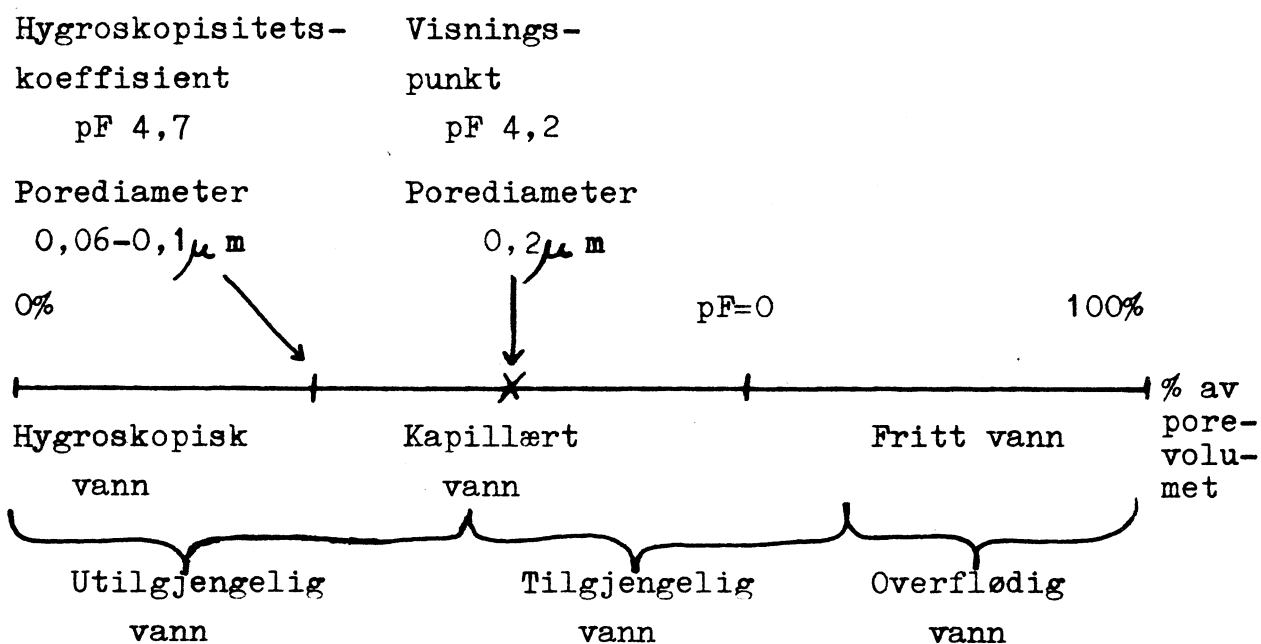 Hygroskopisitets-
koeffisient
pF 4,7
Porediameter
0,06-0,1μm
Visnings-
punkt
pF 4,2
Porediameter
0,2μm
0%
pF=0
100%
% av
pore-
volu-
met
Hygroskopisk
vann
Kapillært
vann
Fritt vann
Utilgjengelig
vann
Tilgjengelig
vann
Overflødig
vann